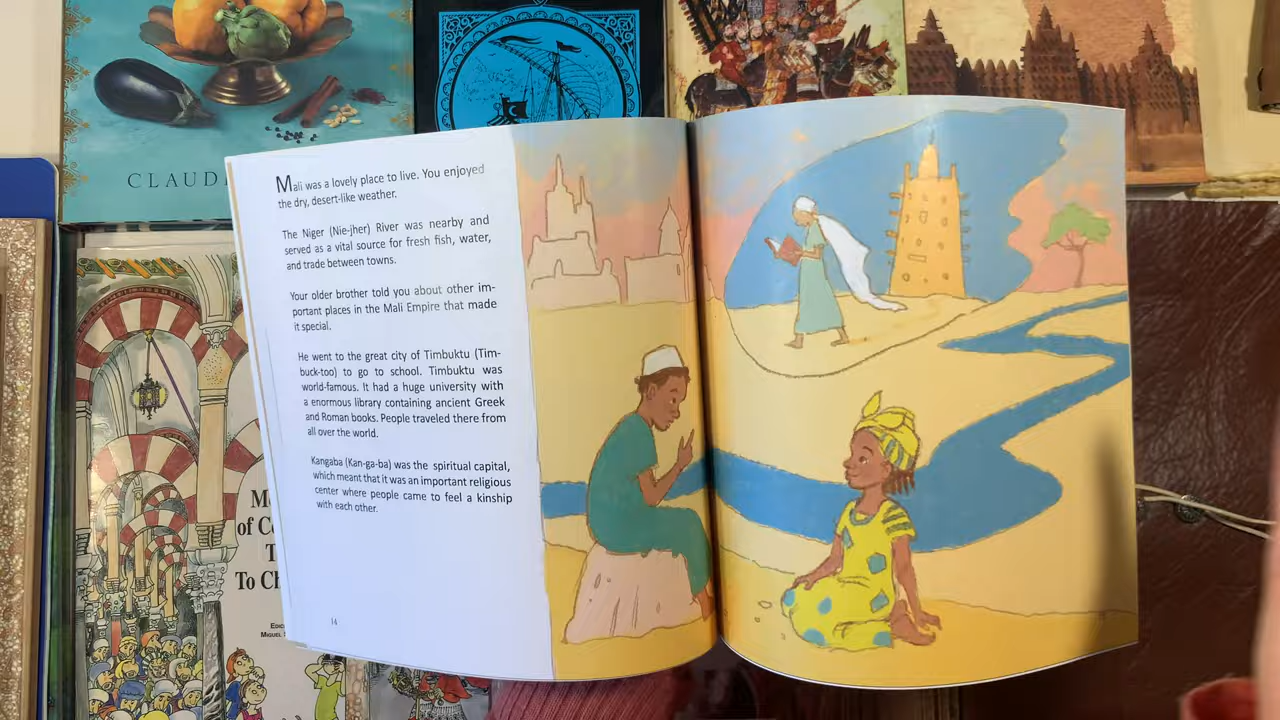 CLAUD
Mali was a lovely place to live. You enjoyed
the dry, desert-like weather.
The Niger (Nie-jher) River was nearby and
served as a vital source for fresh fish, water,
and trade between towns.
Your older brother told you about other im-
portant places in the Mali Empire that made
it special.
He went to the great city of Timbuktu (Tim-
buck-too) to go to school. Timbuktu was
world-famous. It had a huge university with
a enormous library containing ancient Greek
and Roman books. People traveled there from
all over the world.
Kangaba (Kan-ga-ba) was the spiritual capital,
which meant that it was an important religious
center where people came to feel a kinship
with each other.
14
of C
T
To Ch
MIGUEL